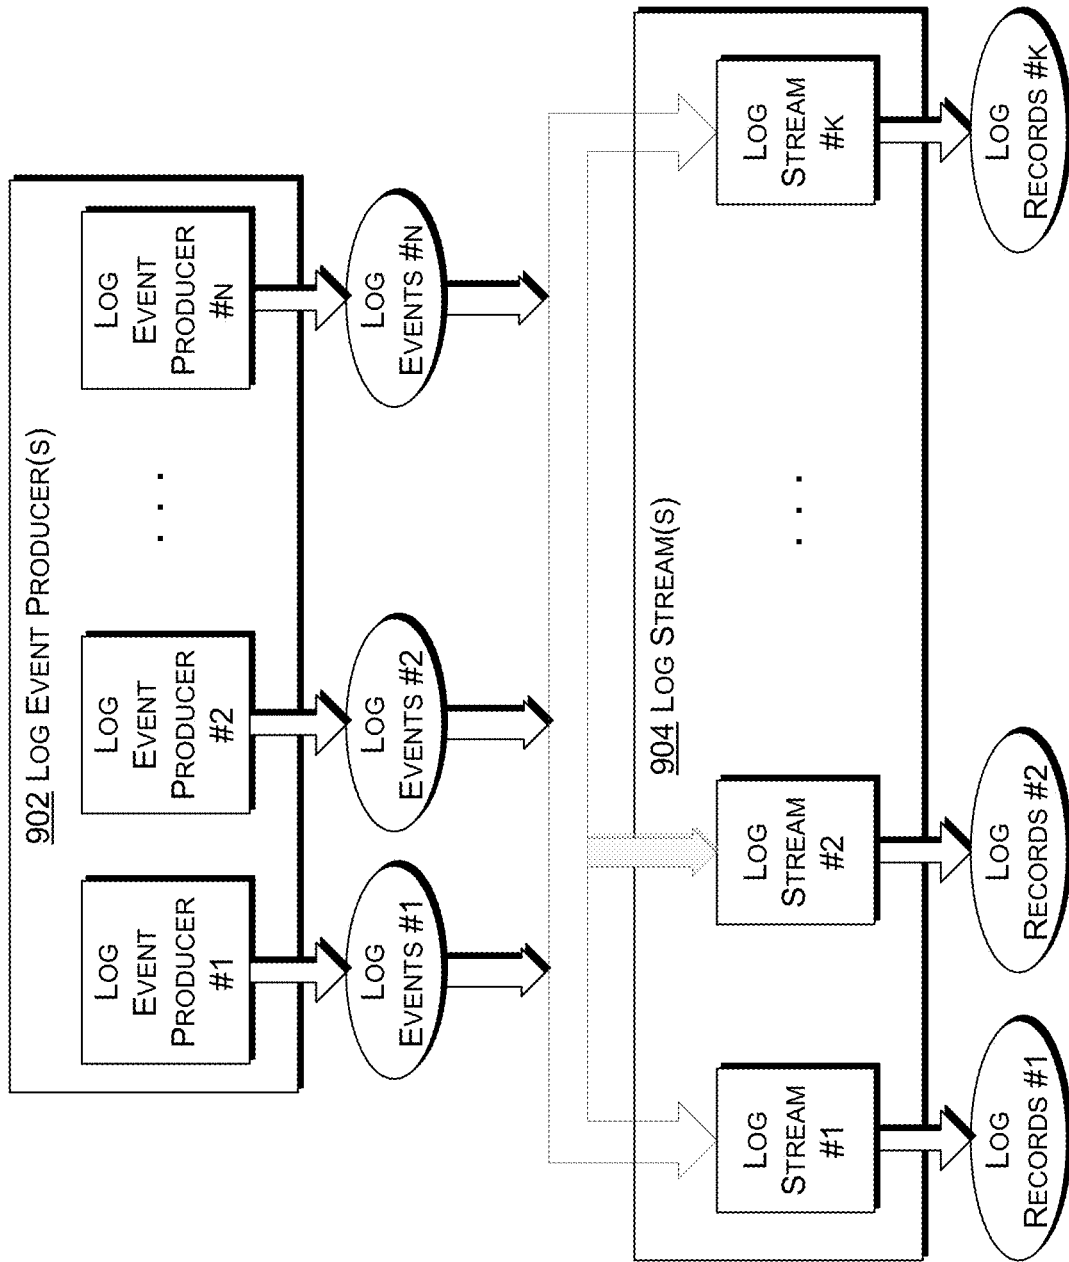 902 LOG EVENT PRODUCER(S)
LOG
EVENT
PRODUCER
#1
LOG
EVENT
PRODUCER
#2
. . .
LOG
EVENT
PRODUCER
#N
LOG
EVENTS #1
LOG
EVENTS #2
LOG
EVENTS #N
904 LOG STREAM(S)
LOG
STREAM
#1
LOG
STREAM
#2
. . .
LOG
STREAM
#K
LOG
RECORDS #1
LOG
RECORDS #2
LOG
RECORDS #K